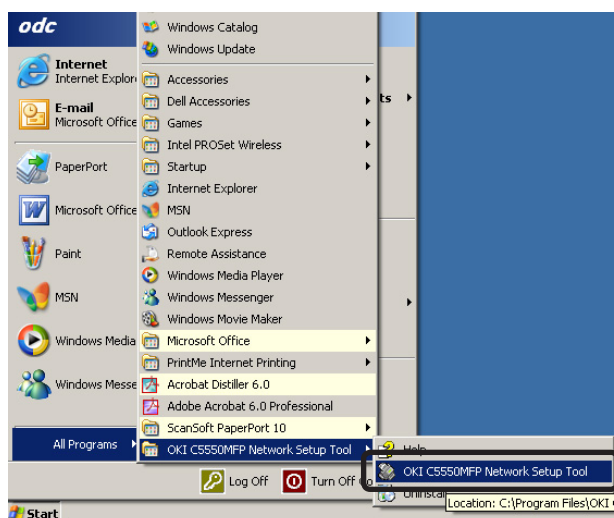 odc
Internet
Internet Explor
E-mail
Microsoft Office
PaperPort
Microsoft Office
Paint
MSN
Windows Media
Windows Messe
All Programs
Windows Catalog
Windows Update
Accessories
Dell Accessories
Games
Intel PROSet Wireless
Startup
Internet Explorer
MSN
Outlook Express
Remote Assistance
Windows Media Player
Windows Messenger
Windows Movie Maker
Microsoft Office
PrintMe Internet Printing
Acrobat Distiller 6.0
Adobe Acrobat 6.0 Professional
ScanSoft PaperPort 10
OKI C5550MFP Network Setup Tool
ts
Help
OKI C5550MFP Network Setup Tool
Uninstal
Location: C:\Program Files\OKI
Log Off
Turn Off Co
Start